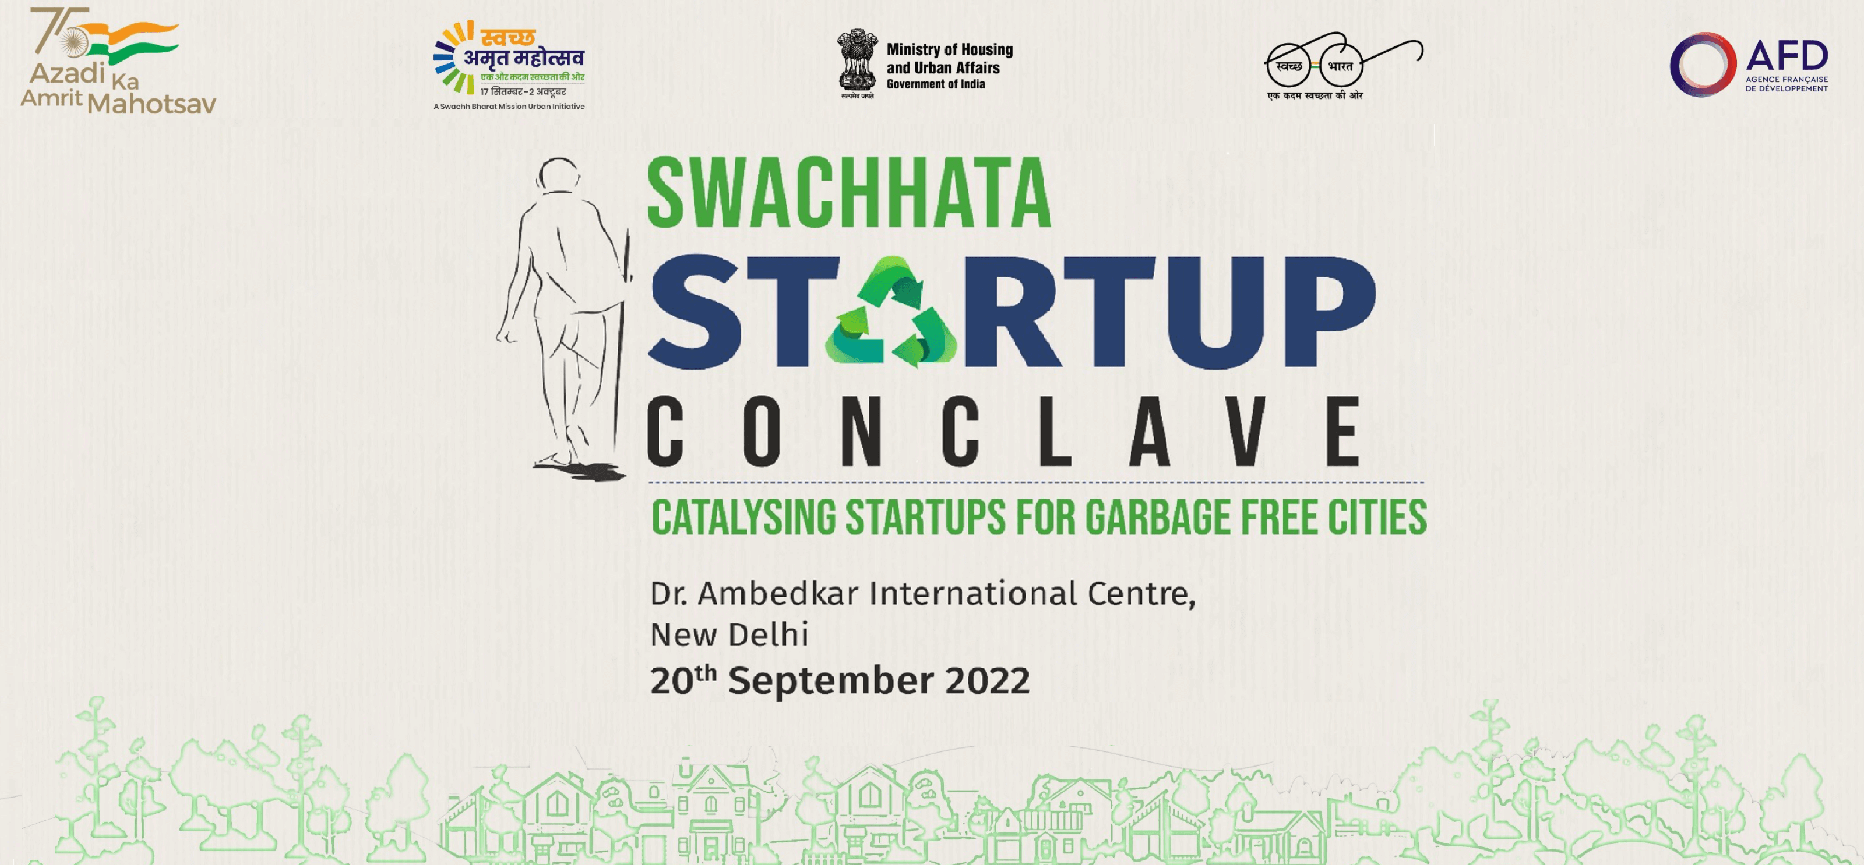 75
Azadi Ka
Amrit Mahotsav
स्वच्छ
अमृत महोत्सव
एक और कदम स्वच्छता की ओर
17 सितम्बर-2 अक्टूबर
A Swachh Bharat Mission Urban Initiative
सत्यमेव जयते
Ministry of Housing
and Urban Affairs
Government of India
स्वच्छ भारत
एक कदम स्वच्छता की ओर
AFD
AGENCE FRANÇAISE
DE DÉVELOPPEMENT
SWACHHATA
STARTUP
CONCLAVE
CATALYSING STARTUPS FOR GARBAGE FREE CITIES
Dr. Ambedkar International Centre,
New Delhi
20th September 2022